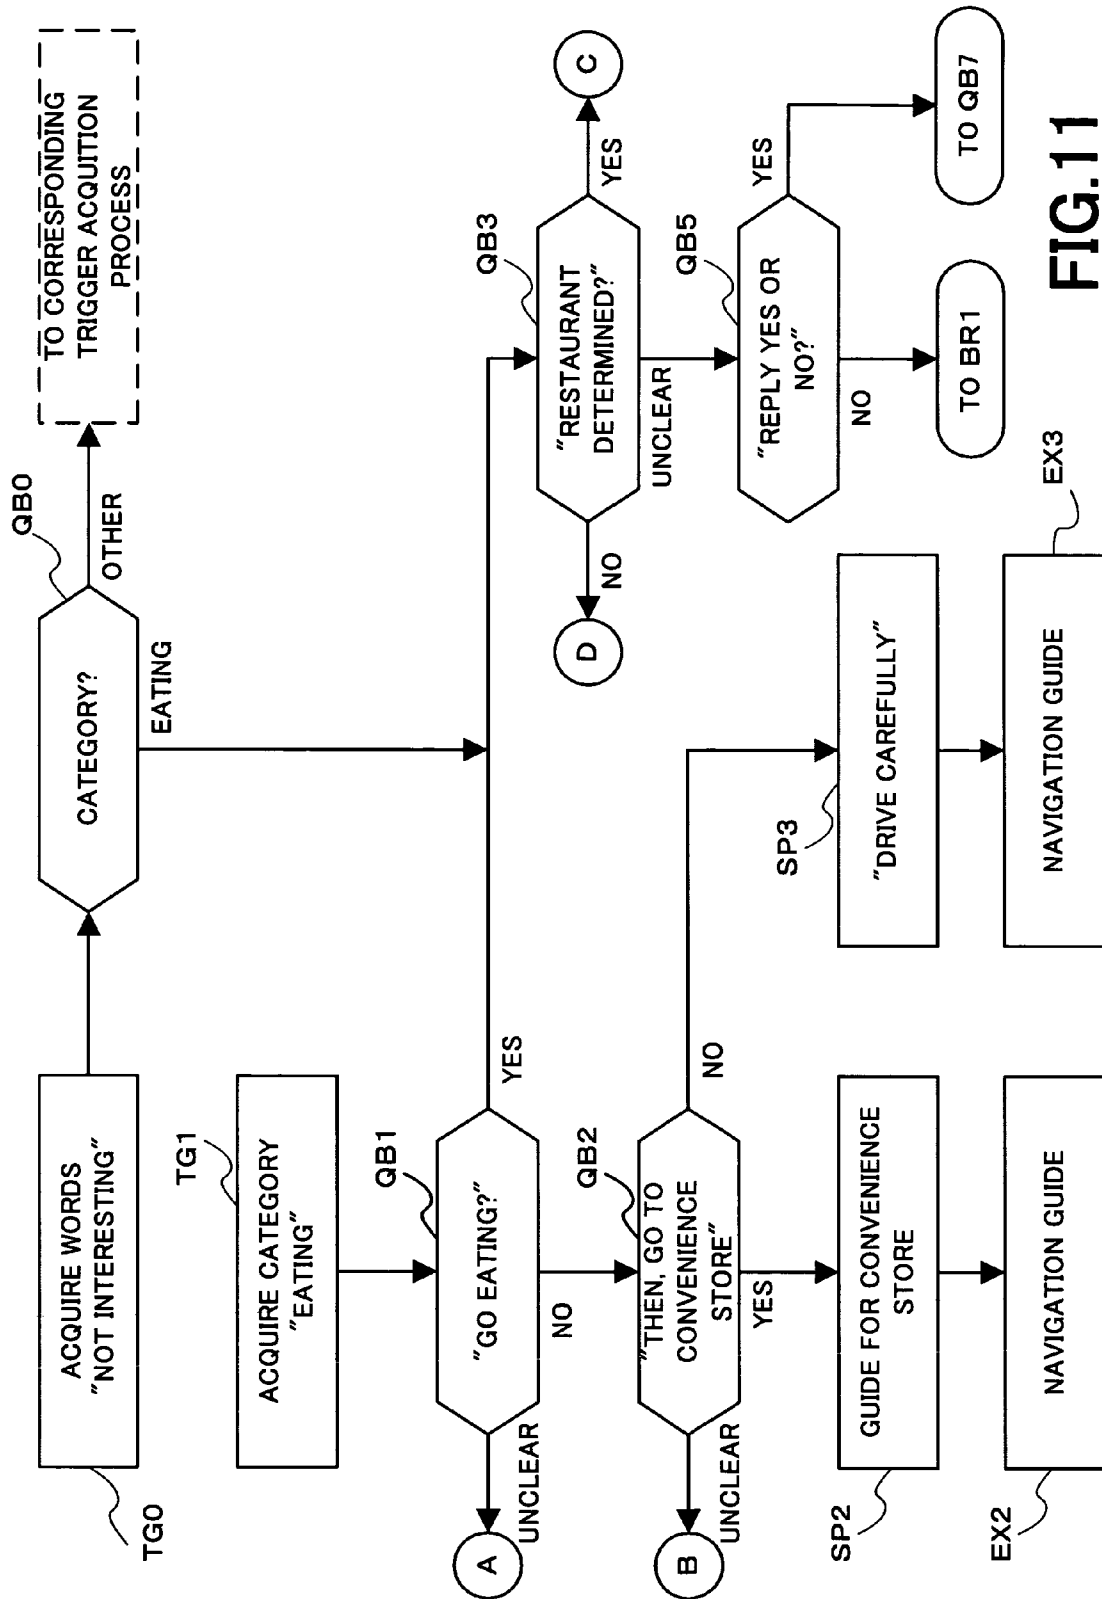 TG0
ACQUIRE WORDS
"NOT INTERESTING"
QB0
CATEGORY?
OTHER
EATING
TO CORRESPONDING
TRIGGER ACQUITION
PROCESS
TG1
ACQUIRE CATEGORY
"EATING"
QB1
"GO EATING?"
UNCLEAR
A
YES
NO
QB2
"THEN, GO TO
CONVENIENCE
STORE"
UNCLEAR
B
NO
YES
QB3
"RESTAURANT
DETERMINED?"
NO
D
YES
C
UNCLEAR
QB5
"REPLY YES OR
NO?"
YES
NO
SP2
GUIDE FOR CONVENIENCE
STORE
SP3
"DRIVE CAREFULLY"
TO BR1
TO QB7
EX2
NAVIGATION GUIDE
EX3
NAVIGATION GUIDE
FIG.11